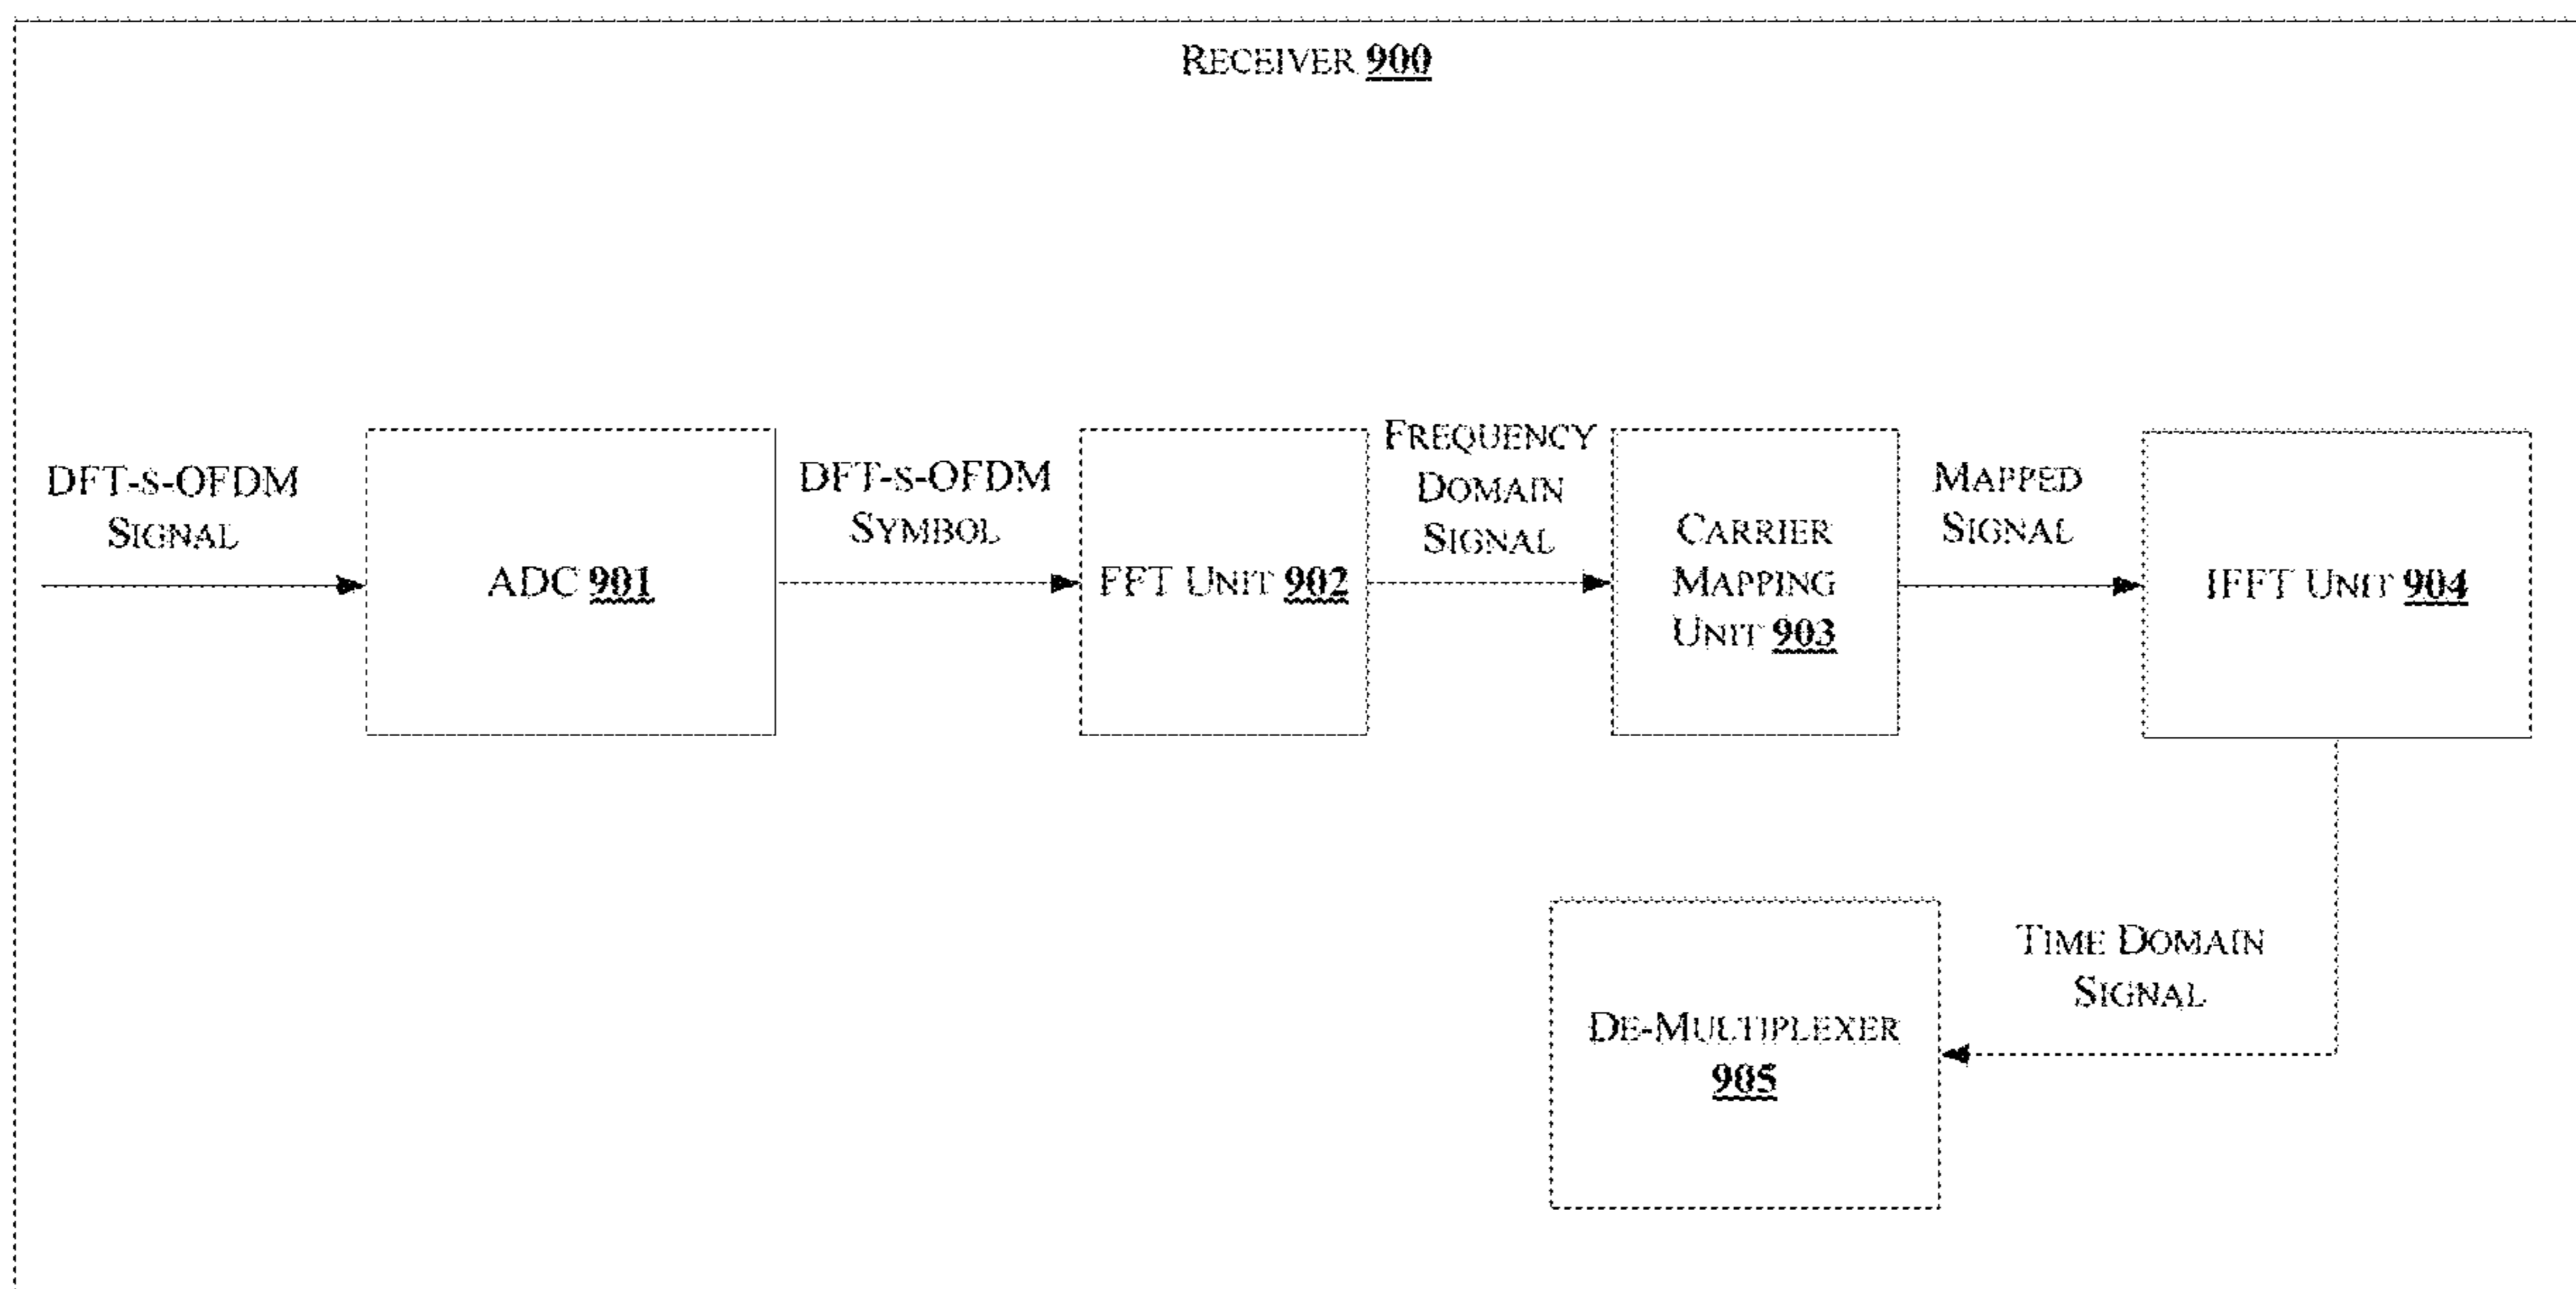 RECEIVER 900
DFT-S-OFDM
SIGNAL
ADC 901
DFT-S-OFDM
SYMBOL
FFT UNIT 902
FREQUENCY
DOMAIN
SIGNAL
CARRIER
MAPPING
UNIT 903
MAPPED
SIGNAL
IFFT UNIT 904
TIME DOMAIN
SIGNAL
DE-MULTIPLEXER
905